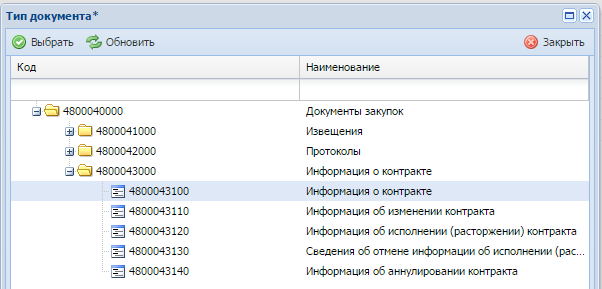 Тип документа*
Выбрать Обновить Закрыть
Код Наименование
4800040000 Документы закупок
4800041000 Извещения
4800042000 Протоколы
4800043000 Информация о контракте
4800043100 Информация о контракте
4800043110 Информация об изменении контракта
4800043120 Информация об исполнении (расторжении) контракта
4800043130 Сведения об отмене информации об исполнении (рас...
4800043140 Информация об аннулировании контракта